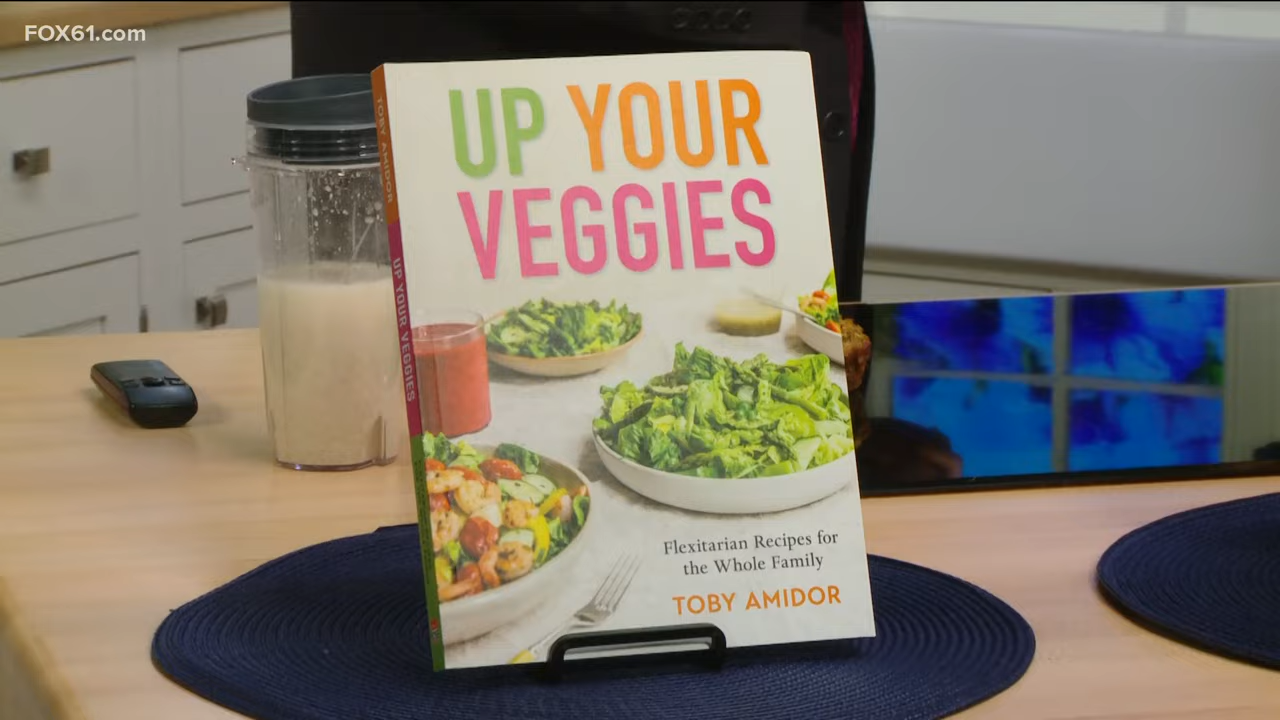 FOX61.com
UP YOUR
VEGGIES
Flexitarian Recipes for
the Whole Family
TOBY AMIDOR
TOBY AMIDOR
UP YOUR VEGGIES